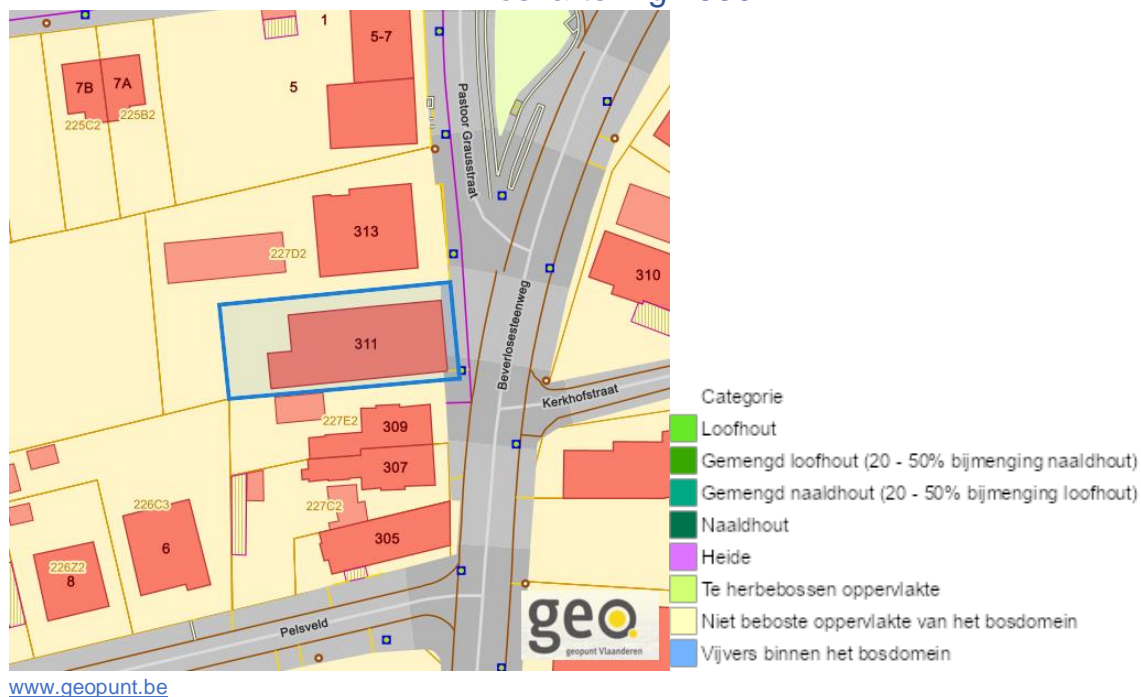 1
5-7
7B
7A
5
225C2
225B2
Pastoor Grausstraat
313
227D2
310
311
Beverlosesteenweg
Kerkhofstraat
227E2
309
307
227C2
226C3
305
6
226Z2
8
Pelsveld
geo.
geopunt Vlaanderen
Categorie
Loofhout
Gemengd loofhout (20 - 50% bijmenging naaldhout)
Gemengd naaldhout (20 - 50% bijmenging loofhout)
Naaldhout
Heide
Te herbebossen oppervlakte
Niet beboste oppervlakte van het bosdomein
Vijvers binnen het bosdomein
www.geopunt.be